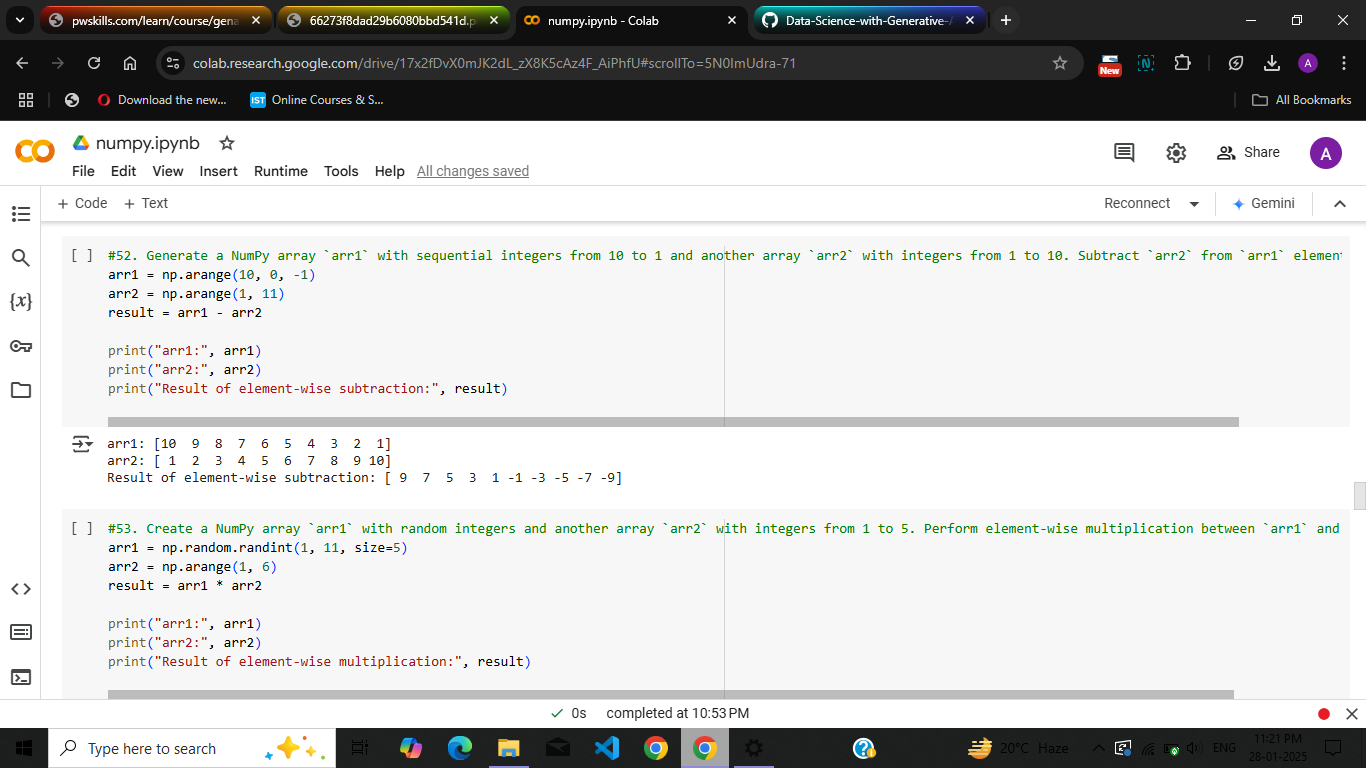 pwskills.com/learn/course/gena
66273f8dad29b6080bbd541d.p
numpy.ipynb - Colab
Data-Science-with-Generative-
colab.research.google.com/drive/17x2fDvX0mJK2dL_zX8K5cAz4F_AiPhfU#scrollTo=5N0ImUdra-71
New
N
A
Download the new...
IST
Online Courses & S...
All Bookmarks
numpy.ipynb
Share
A
File Edit View Insert Runtime Tools Help All changes saved
+ Code + Text
Reconnect
Gemini
[ ] #52. Generate a NumPy array `arr1` with sequential integers from 10 to 1 and another array `arr2` with integers from 1 to 10. Subtract `arr2` from `arr1` element
arr1 = np.arange(10, 0, -1)
arr2 = np.arange(1, 11)
result = arr1 - arr2
print("arr1:", arr1)
print("arr2:", arr2)
print("Result of element-wise subtraction:", result)
arr1: [10  9  8  7  6  5  4  3  2  1]
arr2: [ 1  2  3  4  5  6  7  8  9 10]
Result of element-wise subtraction: [ 9  7  5  3  1 -1 -3 -5 -7 -9]
[ ] #53. Create a NumPy array `arr1` with random integers and another array `arr2` with integers from 1 to 5. Perform element-wise multiplication between `arr1` and
arr1 = np.random.randint(1, 11, size=5)
arr2 = np.arange(1, 6)
result = arr1 * arr2
print("arr1:", arr1)
print("arr2:", arr2)
print("Result of element-wise multiplication:", result)
{x}
0s completed at 10:53 PM
Type here to search
20°C Haze
ENG
11:21 PM
28-01-2025